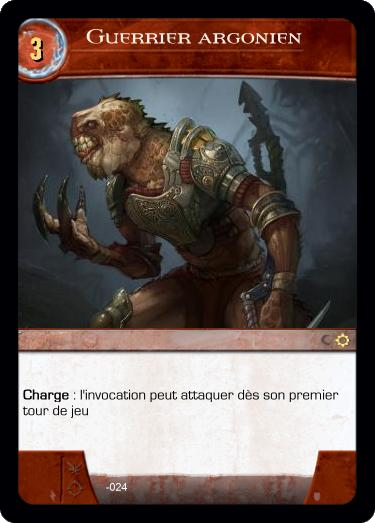 3
Guerrier argonien
Charge : l'invocation peut attaquer dès son premier
tour de jeu
-024